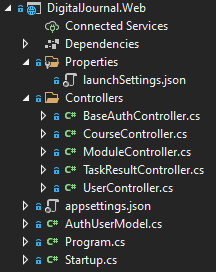 DigitalJournal.Web
Connected Services
Dependencies
Properties
launchSettings.json
Controllers
C# BaseAuthController.cs
C# CourseController.cs
C# ModuleController.cs
C# TaskResultController.cs
C# UserController.cs
appsettings.json
C# AuthUserModel.cs
C# Program.cs
C# Startup.cs